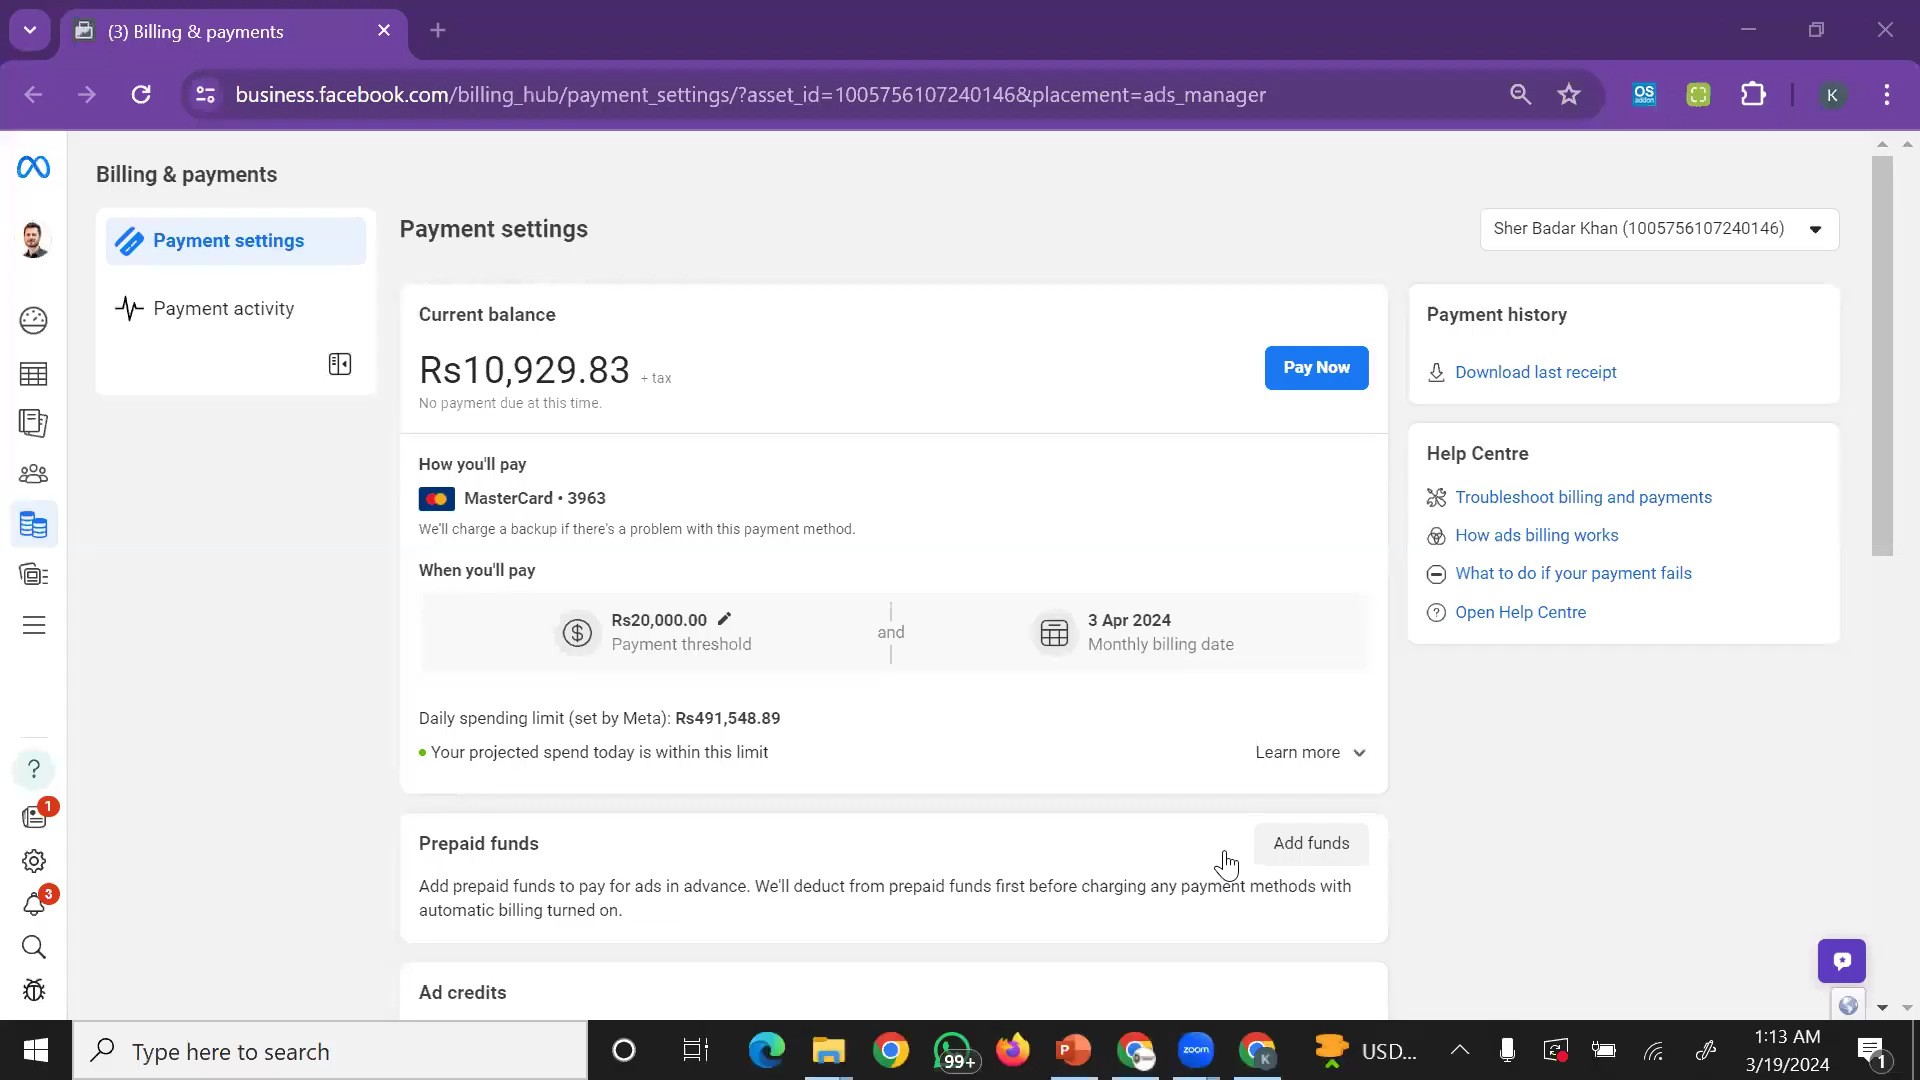 (3) Billing & payments
business.facebook.com/billing_hub/payment_settings/?asset_id=1005756107240146&placement=ads_manager
OS
addon
K
Billing & payments
Payment settings
Payment activity
Payment settings
Sher Badar Khan (1005756107240146)
Current balance
Rs10,929.83 + tax
No payment due at this time.
Pay Now
How you'll pay
MasterCard • 3963
We'll charge a backup if there's a problem with this payment method.
When you'll pay
Rs20,000.00
Payment threshold
and
3 Apr 2024
Monthly billing date
Daily spending limit (set by Meta): Rs491,548.89
Your projected spend today is within this limit
Learn more
Prepaid funds
Add funds
Add prepaid funds to pay for ads in advance. We'll deduct from prepaid funds first before charging any payment methods with
automatic billing turned on.
Ad credits
Payment history
Download last receipt
Help Centre
Troubleshoot billing and payments
How ads billing works
What to do if your payment fails
Open Help Centre
?
1
3
Type here to search
99+
P
zoom
K
USD...
1:13 AM
3/19/2024
1